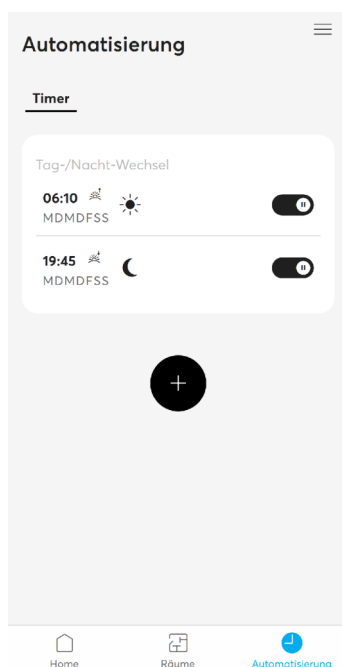 Automatisierung
Timer
Tag-/Nacht-Wechsel
06:10
MDMDFSS
19:45
MDMDFSS
Home
Räume
Automatisierung